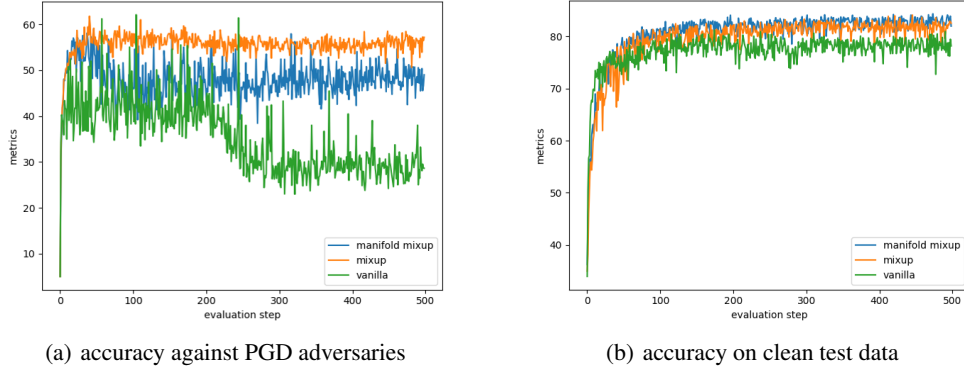 60
50
40
30
20
10
metrics
0
100
200
300
400
500
evaluation step
manifold mixup
mixup
vanilla
(a) accuracy against PGD adversaries
80
70
60
50
40
metrics
0
100
200
300
400
500
evaluation step
manifold mixup
mixup
vanilla
(b) accuracy on clean test data